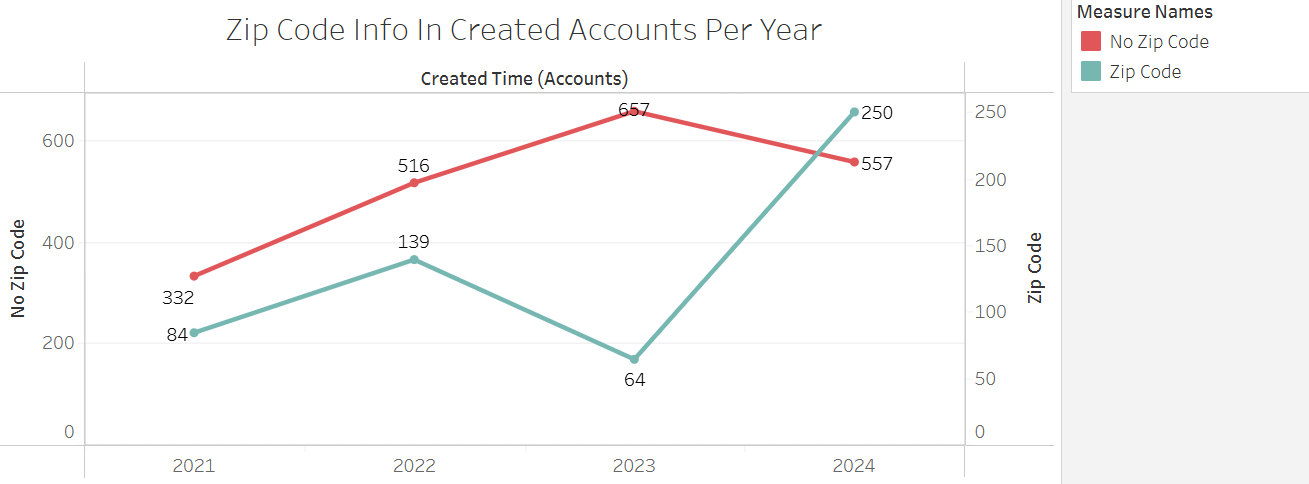 Zip Code Info In Created Accounts Per Year
Measure Names
No Zip Code
Zip Code
Created Time (Accounts)
No Zip Code
600
400
200
0
332
516
657
557
84
139
64
250
250
200
150
100
50
0
Zip Code
2021 2022 2023 2024